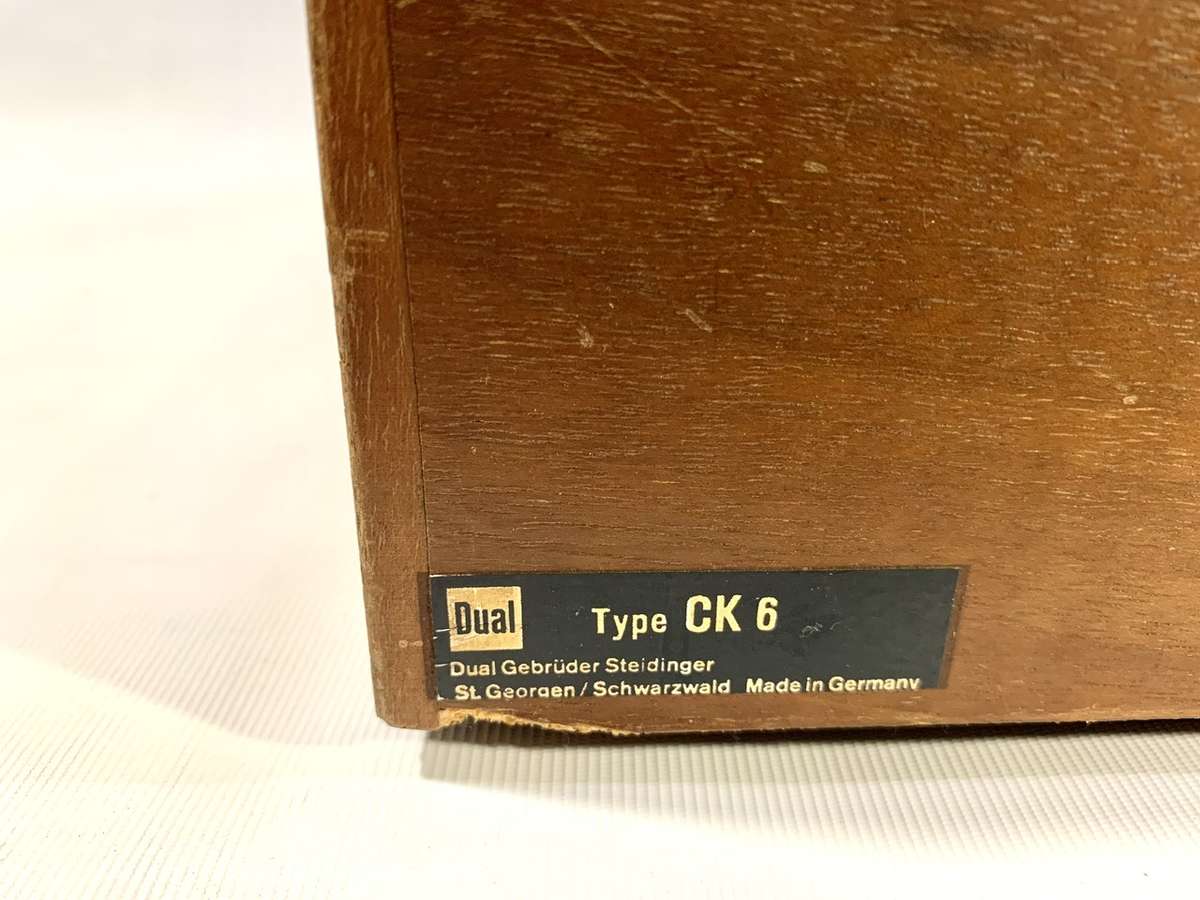 Dual
Type CK 6
Dual Gebrüder Steidinger
St. Georgen / Schwarzwald Made in Germany